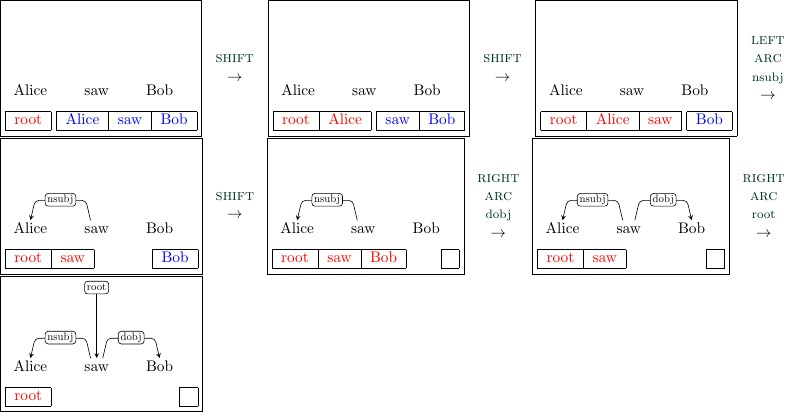 Alice saw Bob
root Alice saw Bob
SHIFT
→
Alice saw Bob
root Alice saw Bob
SHIFT
→
Alice saw Bob
root Alice saw Bob
LEFT
ARC
nsubj
→
nsubj
Alice saw Bob
root saw Bob
SHIFT
→
nsubj
Alice saw Bob
root saw Bob
RIGHT
ARC
dobj
→
nsubj dobj
Alice saw Bob
root saw
RIGHT
ARC
root
→
root
nsubj dobj
Alice saw Bob
root